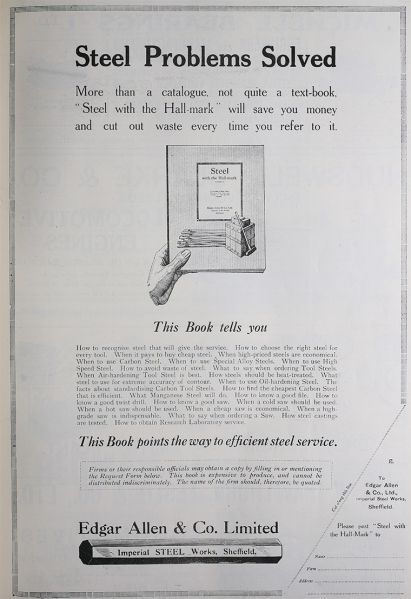 Steel Problems Solved
More than a catalogue, not quite a text-book,
"Steel with the Hall-mark" will save you money
and cut out waste every time you refer to it.
Steel
with the Hall-mark
This Book tells you
How to recognise steel that will give the service. How to choose the right steel for
every tool. When it pays to buy cheap steel. When high-priced steels are economical.
When to use Carbon Steel. When to use Special Alloy Steels. When to use High
Speed Steel. How to avoid waste of steel. What to say when ordering Tool Steels.
When Air-hardening Tool Steel is best. How steels should be heat-treated. What
steel to use for extreme accuracy of contour. When to use Oil-hardening Steel. The
facts about standardising Carbon Tool Steels. How to find the cheapest Carbon Steel
that is efficient. What Manganese Steel will do. How to know a good file. How to
know a good twist drill. How to know a good saw. When a cold saw should be used.
When a hot saw should be used. When a cheap saw is economical. When a high-
grade saw is indispensable. What to say when ordering a Saw. How steel castings
are tested. How to obtain Research Laboratory service.
This Book points the way to efficient steel service.
Firms or their responsible officials may obtain a copy by filling in or mentioning
the Request Form below. This book is expensive to produce, and cannot be
distributed indiscriminately. The name of the firm should, therefore, be quoted.
Edgar Allen & Co. Limited
Imperial STEEL Works, Sheffield.
Cut along this line
E.
To
Edgar Allen
& Co., Ltd.,
Imperial Steel Works,
Sheffield.
Please post "Steel with
the Hall-Mark" to
Name
Firm
Address